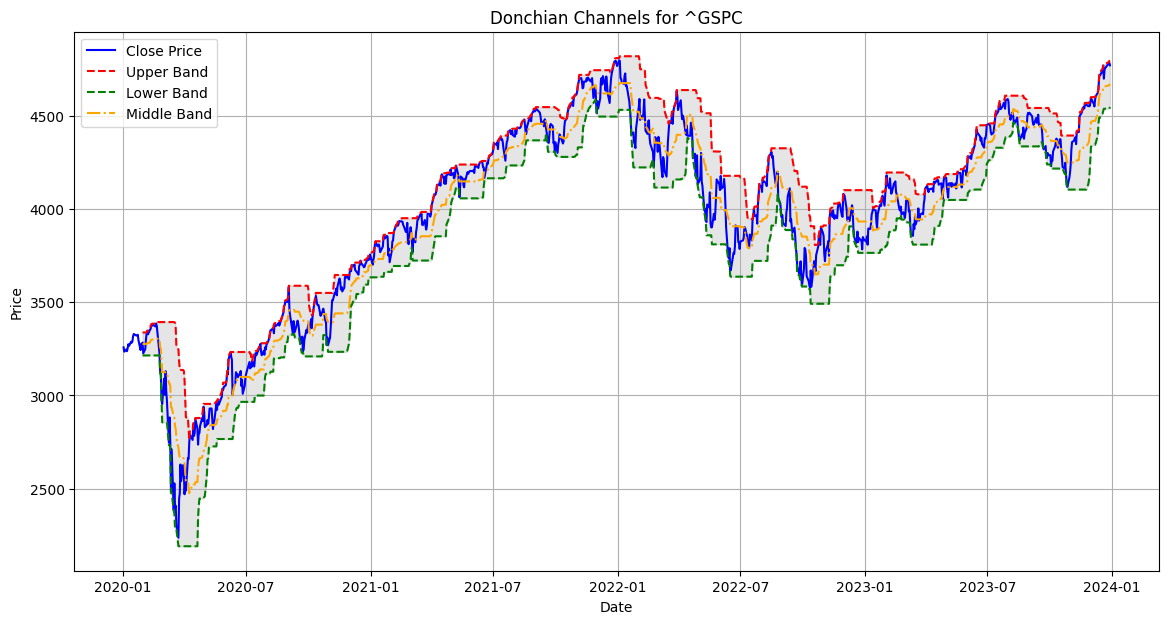 Donchian Channels for ^GSPC
Close Price
Upper Band
Lower Band
Middle Band
Price
4500
4000
3500
3000
2500
2020-01 2020-07 2021-01 2021-07 2022-01 2022-07 2023-01 2023-07 2024-01
Date